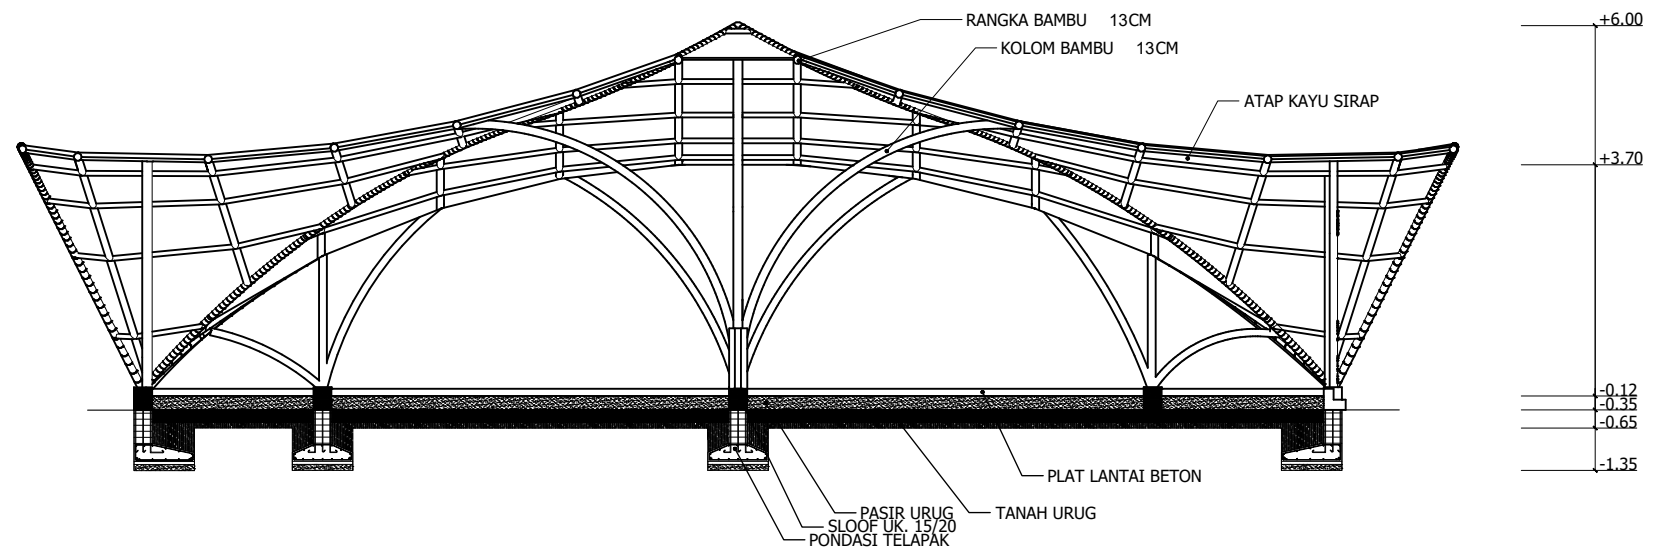 RANGKA BAMBU 13CM
+6.00
KOLOM BAMBU 13CM
ATAP KAYU SIRAP
+3.70
-0.12
-0.35
-0.65
-1.35
PLAT LANTAI BETON
PASIR URUG
TANAH URUG
SLOOF UK. 15/20
PONDASI TELAPAK